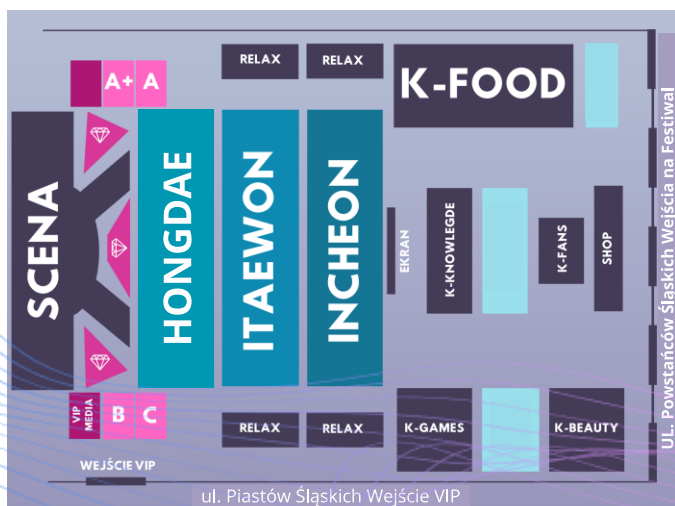 RELAX
RELAX
K-FOOD
A+
A
SCENA
HONGDAE
ITAEWON
INCHEON
EKRAN
K-KNOWLEGDE
K-FANS
SHOP
UL. Powstańców Śląskich Wejścia na Festiwal
VIP
MEDIA
B
C
RELAX
RELAX
K-GAMES
K-BEAUTY
WEJŚCIE VIP
ul. Piastów Śląskich Wejście VIP